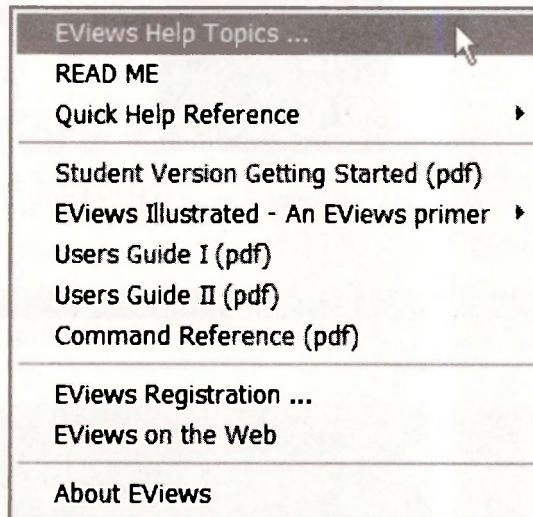 EViews Help Topics ...
READ ME
Quick Help Reference
Student Version Getting Started (pdf)
EViews Illustrated - An EViews primer
Users Guide I (pdf)
Users Guide II (pdf)
Command Reference (pdf)
EViews Registration ...
EViews on the Web
About EViews